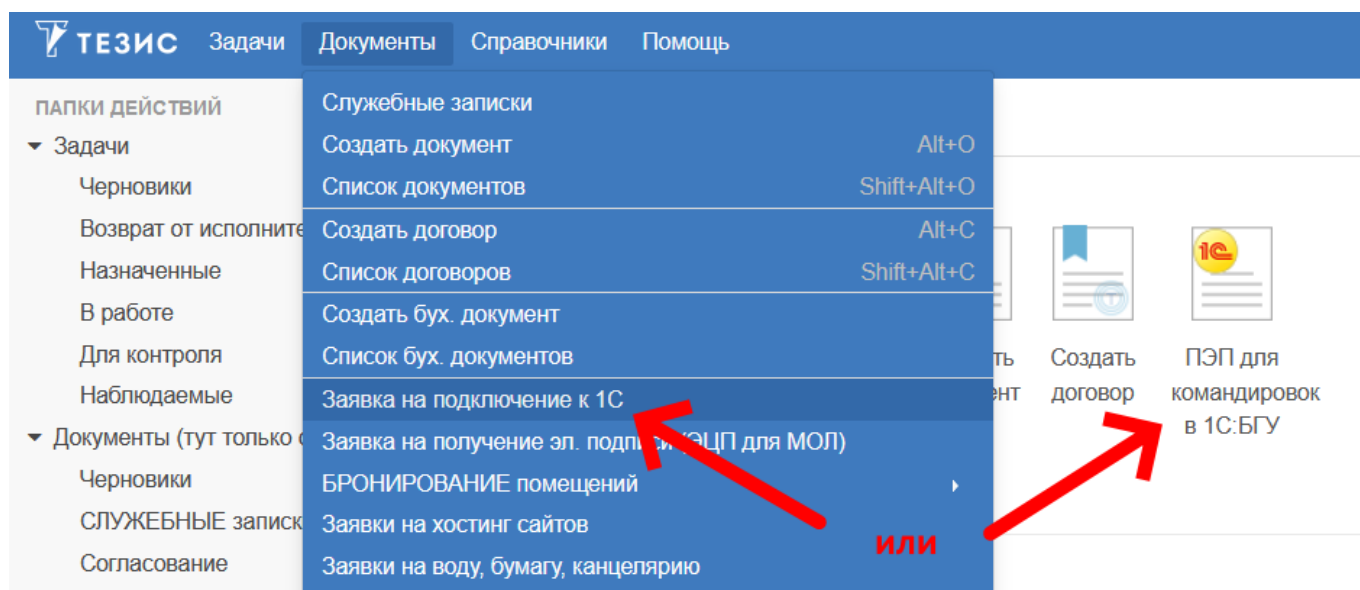 ТЕЗИС Задачи Документы Справочники Помощь
ПАПКИ ДЕЙСТВИЙ
Задачи
Черновики
Возврат от исполните
Назначенные
В работе
Для контроля
Наблюдаемые
Документы (тут только
Черновики
СЛУЖЕБНЫЕ записк
Согласование
Служебные записки
Создать документ Alt+O
Список документов Shift+Alt+O
Создать договор Alt+C
Список договоров Shift+Alt+C
Создать бух. документ
Список бух. документов
Заявка на подключение к 1С
Заявка на получение эл. подписи (ЭЦП для МОЛ)
БРОНИРОВАНИЕ помещений
Заявки на хостинг сайтов
Заявки на воду, бумагу, канцелярию
ть
нт
Создать
договор
1С
ПЭП для
командировок
в 1С:БГУ
или